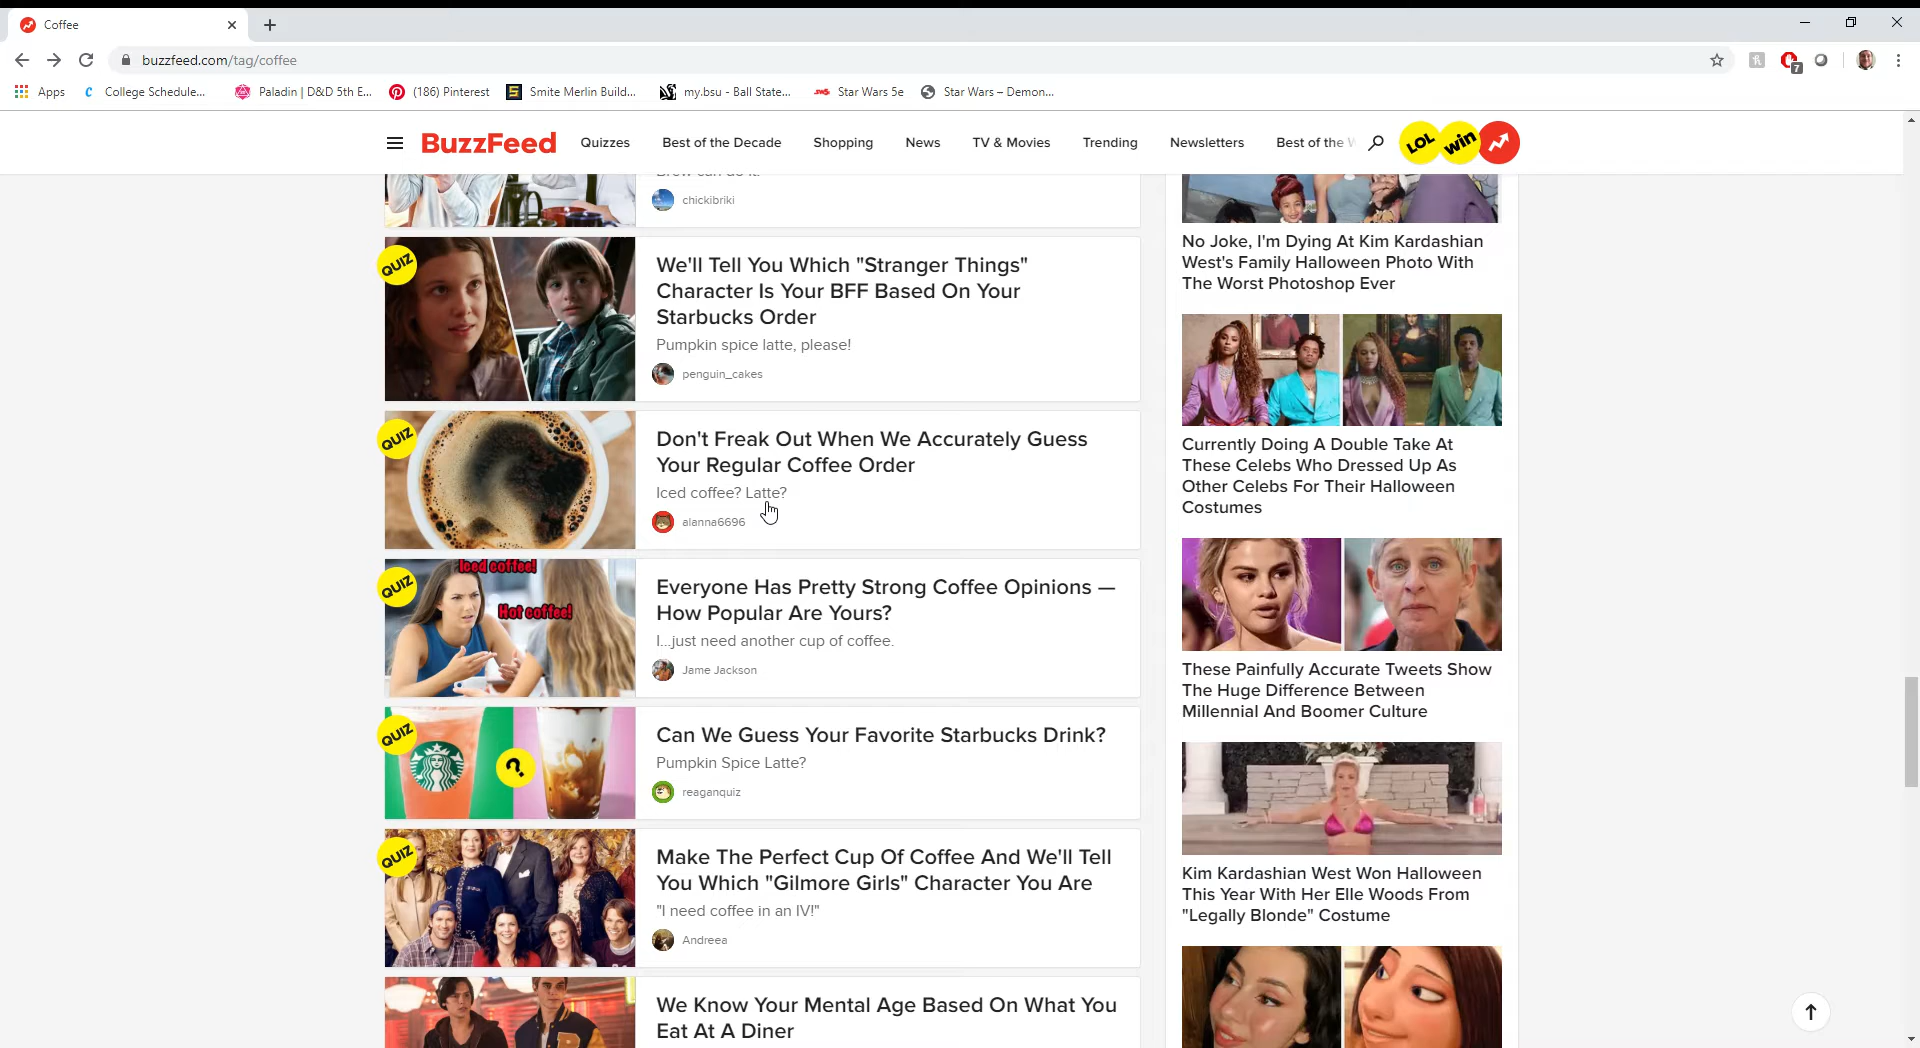 Coffee
buzzfeed.com/tag/coffee
7
Apps
College Schedule...
Paladin | D&D 5th E...
(186) Pinterest
Smite Merlin Build...
my.bsu - Ball State...
Star Wars 5e
Star Wars – Demon...
BuzzFeed
Quizzes
Best of the Decade
Shopping
News
TV & Movies
Trending
Newsletters
Best of the
LOL
win
chickibriki
QUIZ
We'll Tell You Which "Stranger Things"
Character Is Your BFF Based On Your
Starbucks Order
Pumpkin spice latte, please!
penguin_cakes
QUIZ
Don't Freak Out When We Accurately Guess
Your Regular Coffee Order
Iced coffee? Latte?
alanna6696
QUIZ
Iced coffee!
Hot coffee!
Everyone Has Pretty Strong Coffee Opinions —
How Popular Are Yours?
I...just need another cup of coffee.
Jame Jackson
QUIZ
?
Can We Guess Your Favorite Starbucks Drink?
Pumpkin Spice Latte?
reaganquiz
QUIZ
Make The Perfect Cup Of Coffee And We'll Tell
You Which "Gilmore Girls" Character You Are
"I need coffee in an IV!"
Andreea
We Know Your Mental Age Based On What You
Eat At A Diner
No Joke, I'm Dying At Kim Kardashian
West's Family Halloween Photo With
The Worst Photoshop Ever
Currently Doing A Double Take At
These Celebs Who Dressed Up As
Other Celebs For Their Halloween
Costumes
These Painfully Accurate Tweets Show
The Huge Difference Between
Millennial And Boomer Culture
Kim Kardashian West Won Halloween
This Year With Her Elle Woods From
"Legally Blonde" Costume